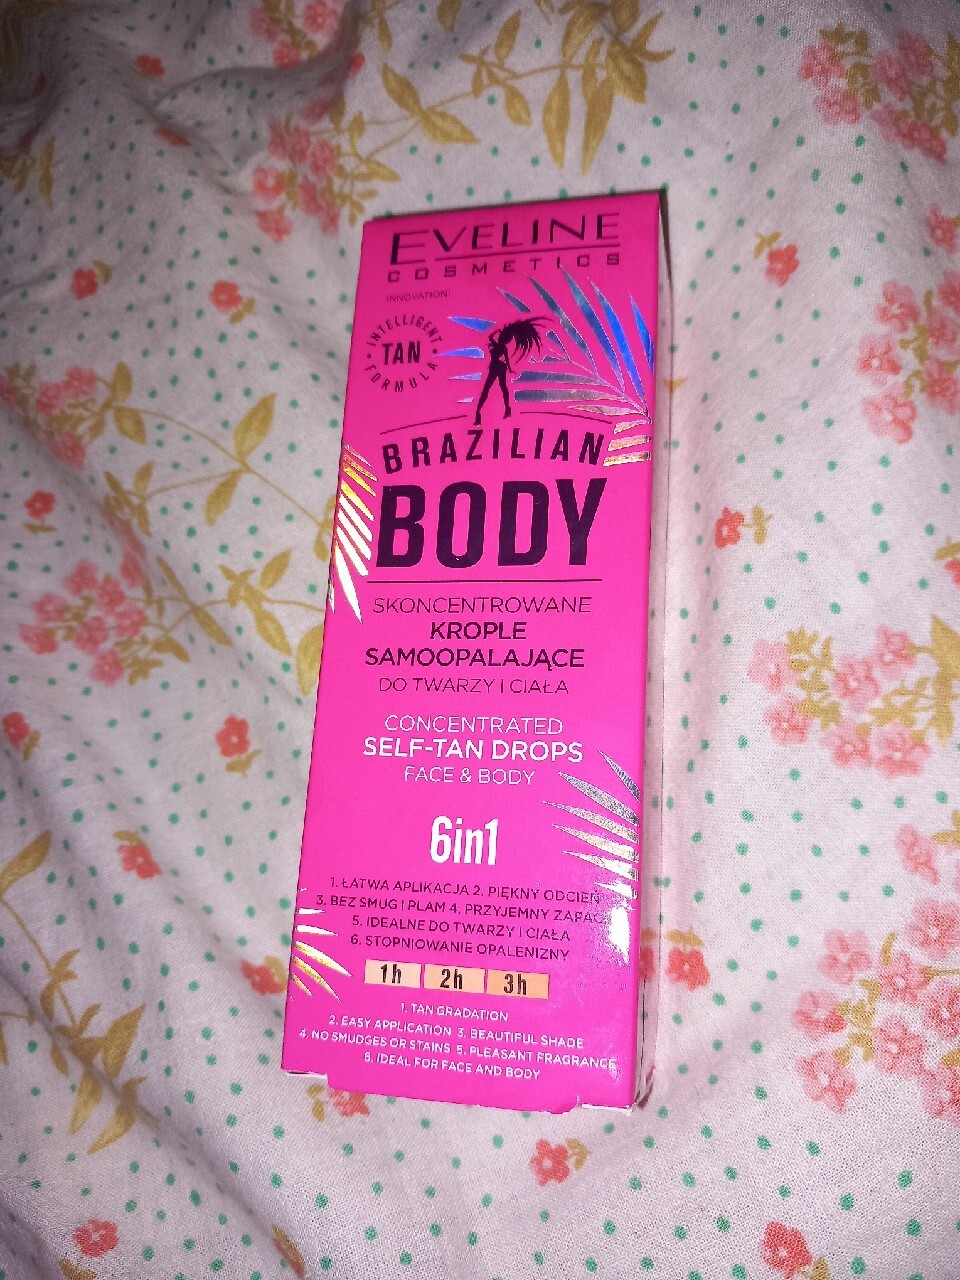 EVELINE
COSMETICS
INNOVATION!
INTELLIGENT
TAN
FORMULA
BRAZILIAN
BODY
SKONCENTROWANE
KROPLE
SAMOOPALAJĄCE
DO TWARZY I CIAŁA
CONCENTRATED
SELF-TAN DROPS
FACE & BODY
6in1
1. ŁATWA APLIKACJA 2. PIĘKNY ODCIEŃ
3. BEZ SMUG I PLAM 4. PRZYJEMNY ZAPACH
5. IDEALNE DO TWARZY I CIAŁA
6. STOPNIOWANIE OPALENIZNY
1h 2h 3h
1. TAN GRADATION
2. EASY APPLICATION 3. BEAUTIFUL SHADE
4. NO SMUDGES OR STAINS 5. PLEASANT FRAGRANCE
6. IDEAL FOR FACE AND BODY